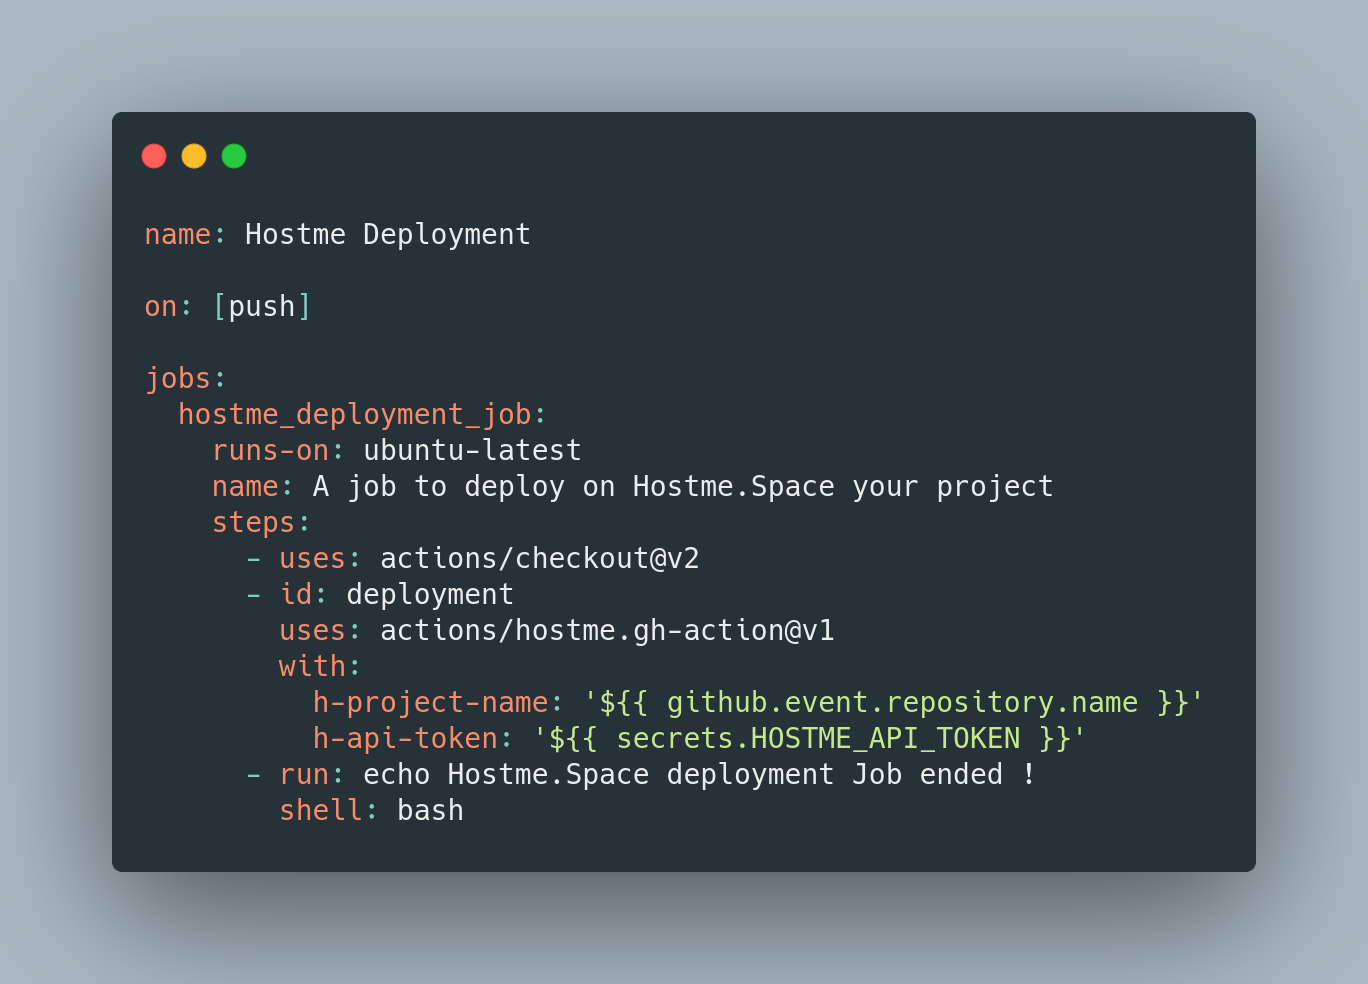 name: Hostme Deployment

on: [push]

jobs:
  hostme_deployment_job:
    runs-on: ubuntu-latest
    name: A job to deploy on Hostme.Space your project
    steps:
      - uses: actions/checkout@v2
      - id: deployment
        uses: actions/hostme.gh-action@v1
        with:
          h-project-name: '${{ github.event.repository.name }}'
          h-api-token: '${{ secrets.HOSTME_API_TOKEN }}'
      - run: echo Hostme.Space deployment Job ended !
        shell: bash